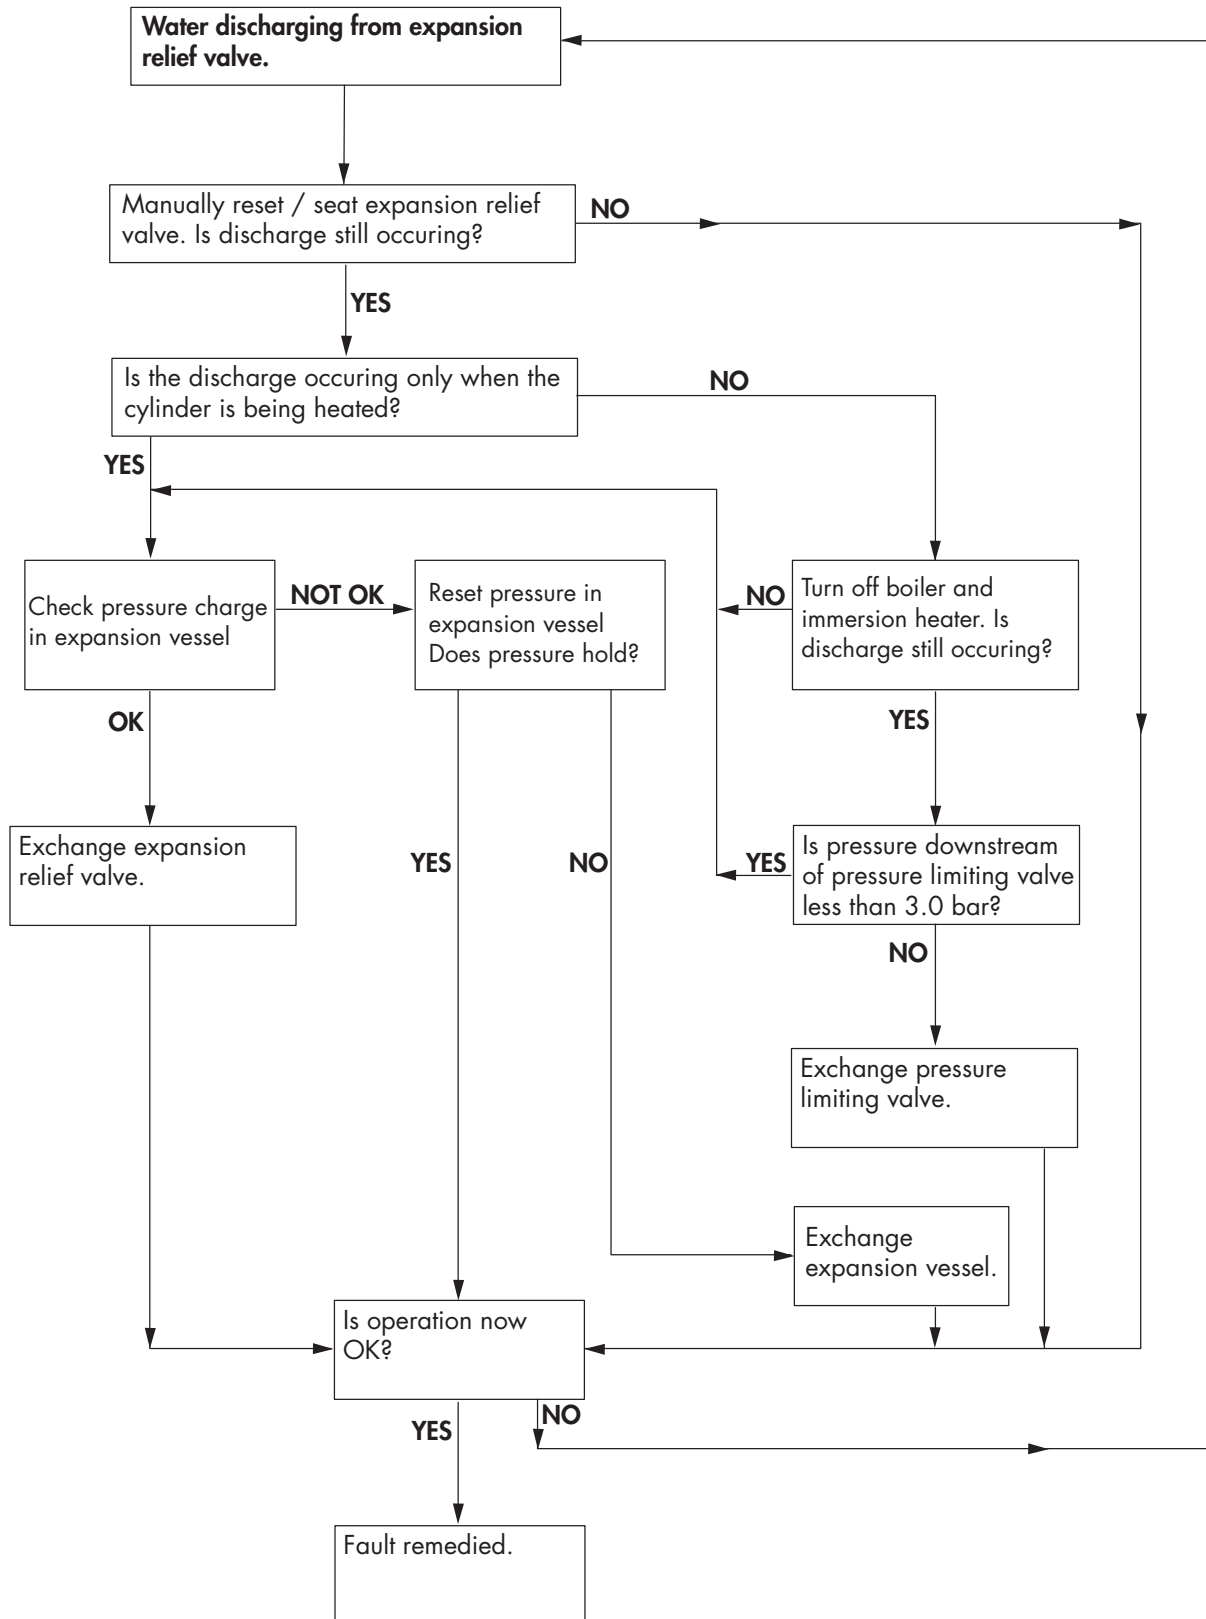 Water discharging from expansion
relief valve.
Manually reset / seat expansion relief
valve. Is discharge still occuring?
NO
YES
Is the discharge occuring only when the
cylinder is being heated?
NO
YES
Check pressure charge
in expansion vessel
NOT OK
Reset pressure in
expansion vessel
Does pressure hold?
NO
Turn off boiler and
immersion heater. Is
discharge still occuring?
OK
YES
Exchange expansion
relief valve.
YES
NO
YES
Is pressure downstream
of pressure limiting valve
less than 3.0 bar?
NO
Exchange pressure
limiting valve.
Exchange
expansion vessel.
Is operation now
OK?
YES
NO
Fault remedied.